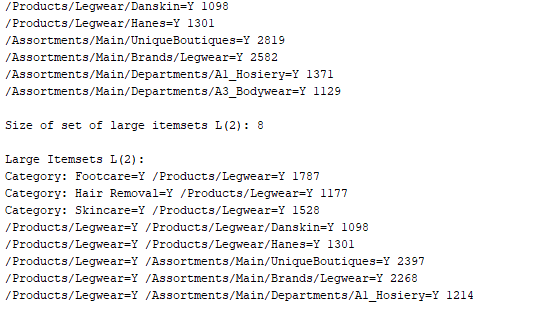 /Products/Legwear/Danskin=Y 1098
/Products/Legwear/Hanes=Y 1301
/Assortments/Main/UniqueBoutiques=Y 2819
/Assortments/Main/Brands/Legwear=Y 2582
/Assortments/Main/Departments/A1_Hosiery=Y 1371
/Assortments/Main/Departments/A3_Bodywear=Y 1129
Size of set of large itemsets L(2): 8
Large Itemsets L(2):
Category: Footcare=Y /Products/Legwear=Y 1787
Category: Hair Removal=Y /Products/Legwear=Y 1177
Category: Skincare=Y /Products/Legwear=Y 1528
/Products/Legwear=Y /Products/Legwear/Danskin=Y 1098
/Products/Legwear=Y /Products/Legwear/Hanes=Y 1301
/Products/Legwear=Y /Assortments/Main/UniqueBoutiques=Y 2397
/Products/Legwear=Y /Assortments/Main/Brands/Legwear=Y 2268
/Products/Legwear=Y /Assortments/Main/Departments/A1_Hosiery=Y 1214